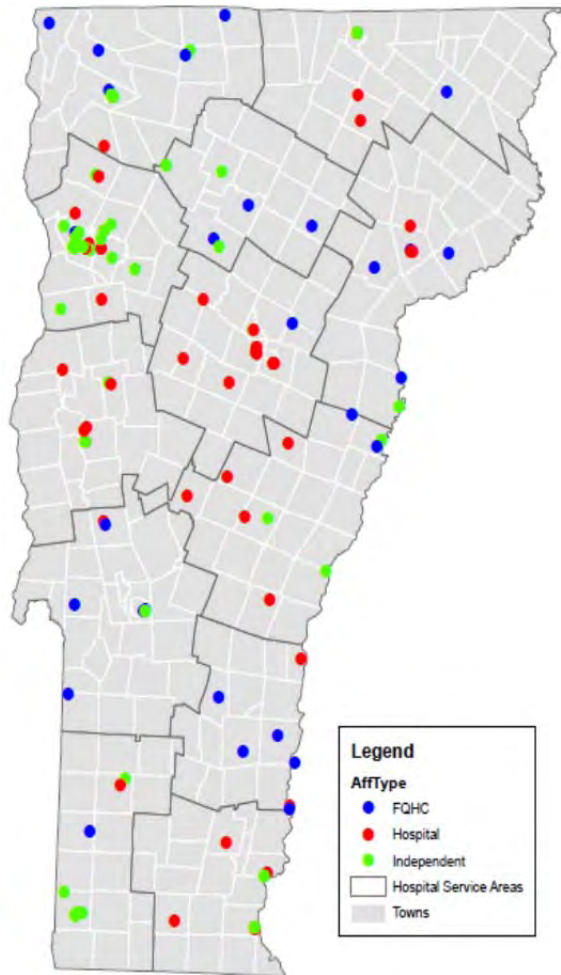 Legend
AffType
FQHC
Hospital
Independent
Hospital Service Areas
Towns